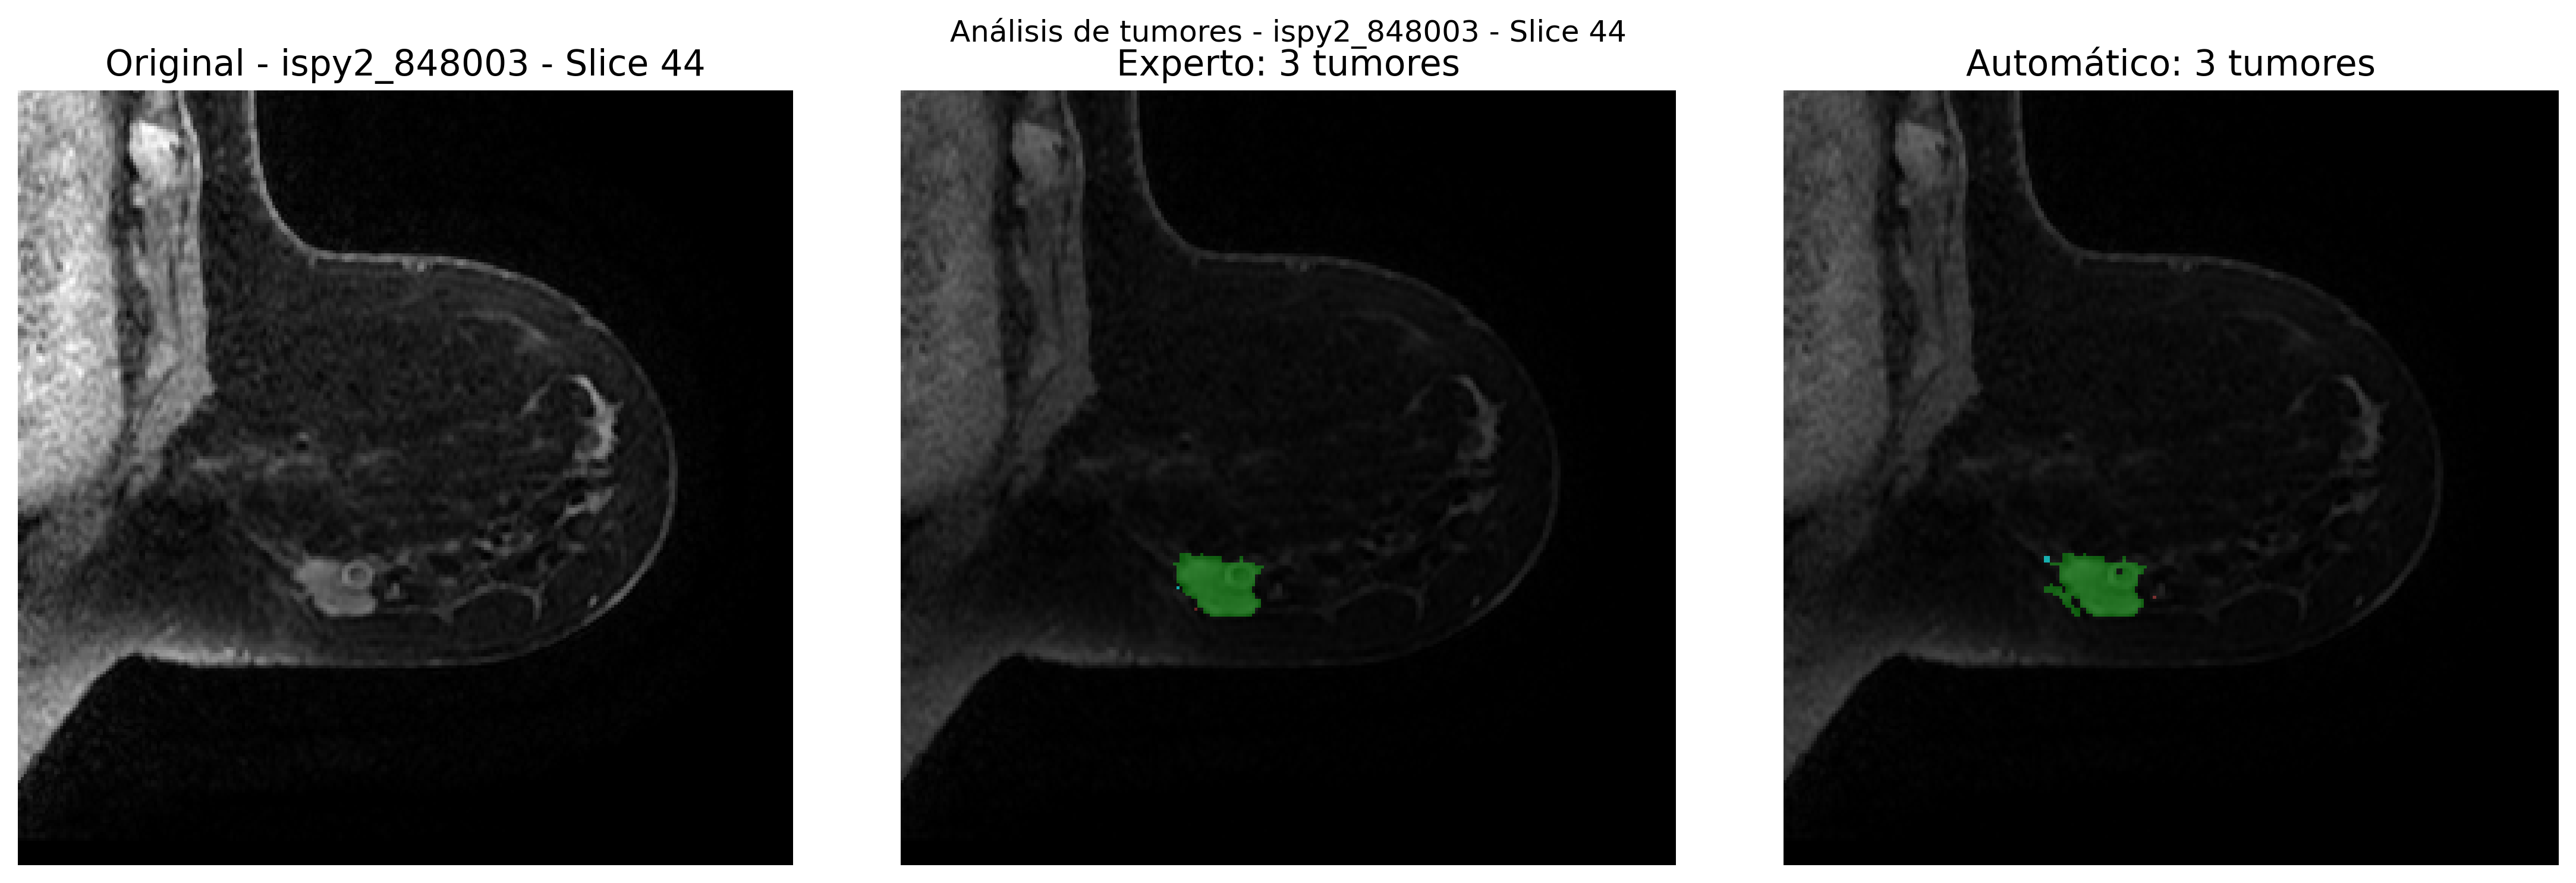 Análisis de tumores - ispy2_848003 - Slice 44
Original - ispy2_848003 - Slice 44
Experto: 3 tumores
Automático: 3 tumores